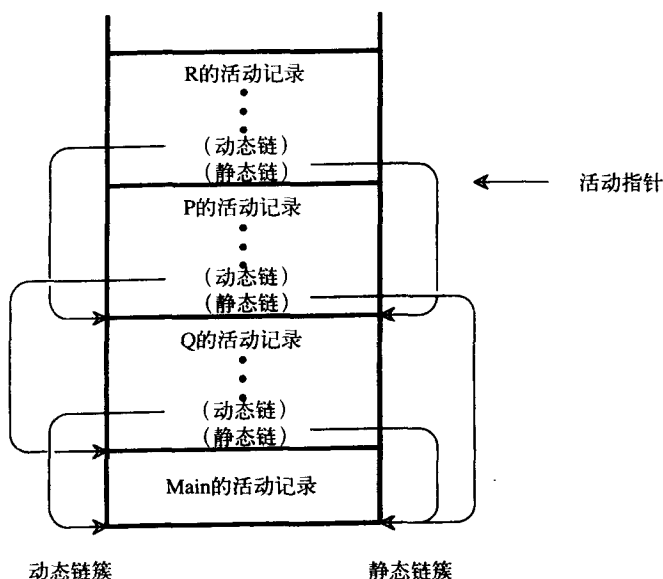 R的活动记录
(动态链)
(静态链)
活动指针
P的活动记录
(动态链)
(静态链)
Q的活动记录
(动态链)
(静态链)
Main的活动记录
动态链簇
静态链簇